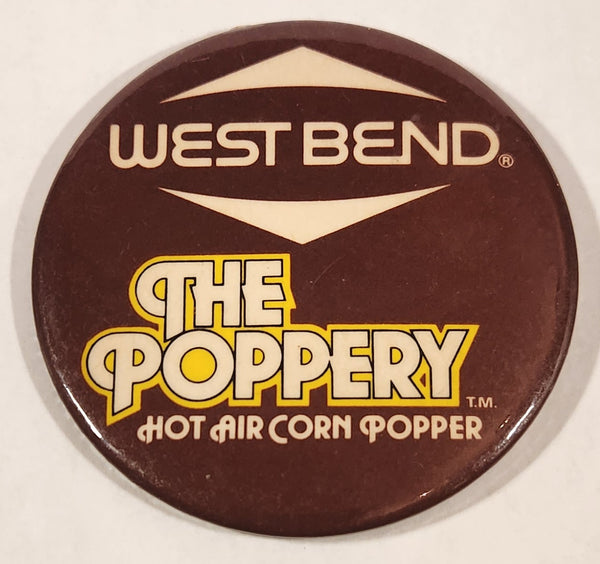 WEST BEND®
THE
POPPERY T.M.
HOT AIR CORN POPPER